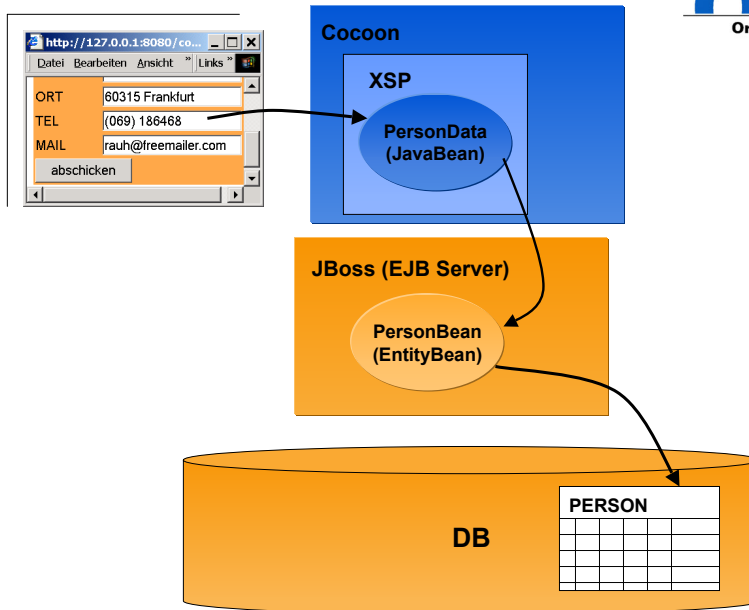 Or
http://127.0.0.1:8080/co...
Datei Bearbeiten Ansicht » Links »
ORT 60315 Frankfurt
TEL (069) 186468
MAIL rauh@freemailer.com
abschicken
Cocoon
XSP
PersonData
(JavaBean)
JBoss (EJB Server)
PersonBean
(EntityBean)
DB
PERSON